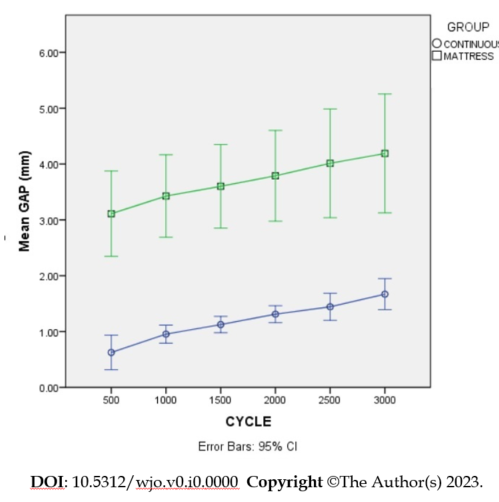 GROUP
CONTINUOUS
MATTRESS
6.00
5.00
4.00
3.00
2.00
1.00
0.00
Mean GAP (mm)
500 1000 1500 2000 2500 3000
CYCLE
Error Bars: 95% CI
DOI: 10.5312/wjo.v0.i0.0000 Copyright ©The Author(s) 2023.